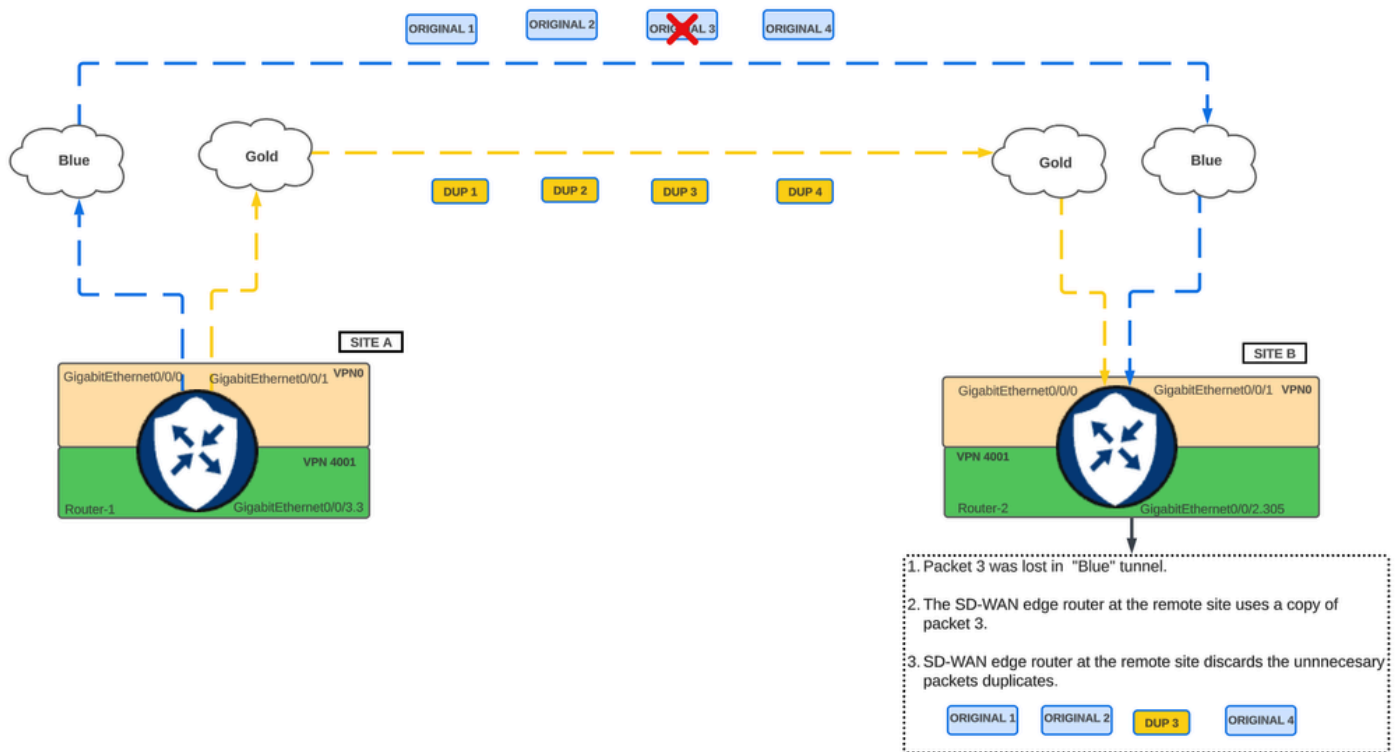 ORIGINAL 1
ORIGINAL 2
ORIGINAL 3
ORIGINAL 4
Blue
Gold
Gold
Blue
DUP 1
DUP 2
DUP 3
DUP 4
SITE A
GigabitEthernet0/0/0
GigabitEthernet0/0/1
VPN0
VPN 4001
Router-1
GigabitEthernet0/0/3.3
SITE B
GigabitEthernet0/0/0
GigabitEthernet0/0/1
VPN0
VPN 4001
Router-2
GigabitEthernet0/0/2.305
1. Packet 3 was lost in "Blue" tunnel.
2. The SD-WAN edge router at the remote site uses a copy of
packet 3.
3. SD-WAN edge router at the remote site discards the unnnecesary
packets duplicates.
ORIGINAL 1
ORIGINAL 2
DUP 3
ORIGINAL 4